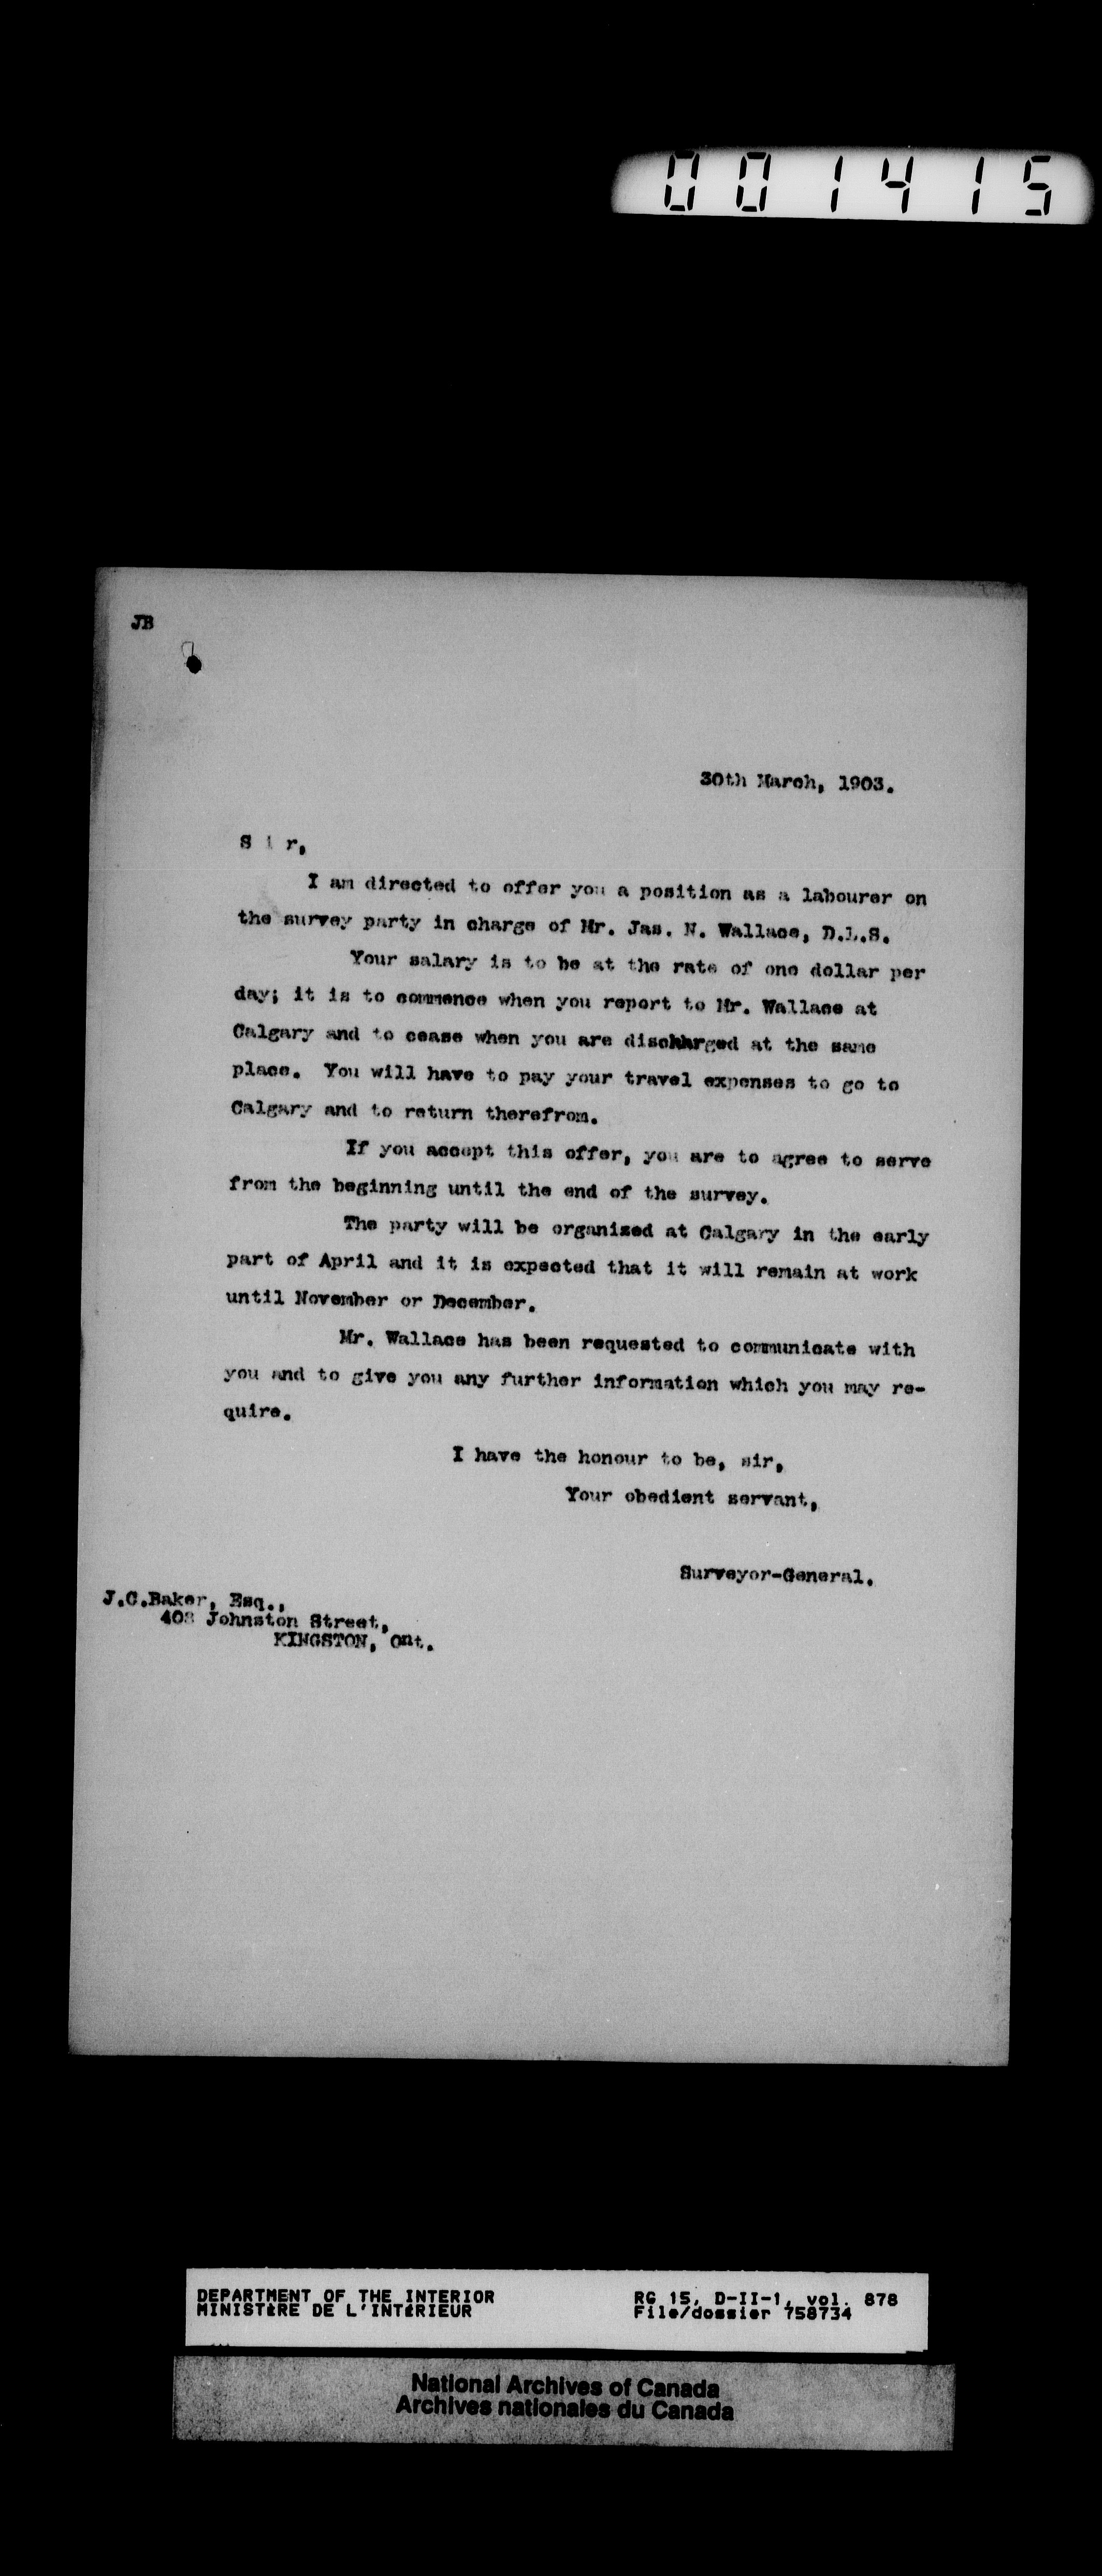 001415
JB
30th March, 1903.
S i r,
I am directed to offer you a position as a labourer on
the survey party in charge of Mr. Jas. N. Wallace, D.L.S.
Your salary is to be at the rate of one dollar per
day; it is to commence when you report to Mr. Wallace at
Calgary and to cease when you are discharged at the same
place. You will have to pay your travel expenses to go to
Calgary and to return therefrom.
If you accept this offer, you are to agree to serve
from the beginning until the end of the survey.
The party will be organized at Calgary in the early
part of April and it is expected that it will remain at work
until November or December.
Mr. Wallace has been requested to communicate with
you and to give you any further information which you may re-
quire.
I have the honour to be, sir,
Your obedient servant,
Surveyor-General.
J.C.Baker, Esq.,
Johnston Street,
KINGSTON, Ont.
DEPARTMENT OF THE INTERIOR RG 15, D-II-1, vol. 878
MINISTÈRE DE L'INTÉRIEUR File/dossier 758734
National Archives of Canada
Archives nationales du Canada